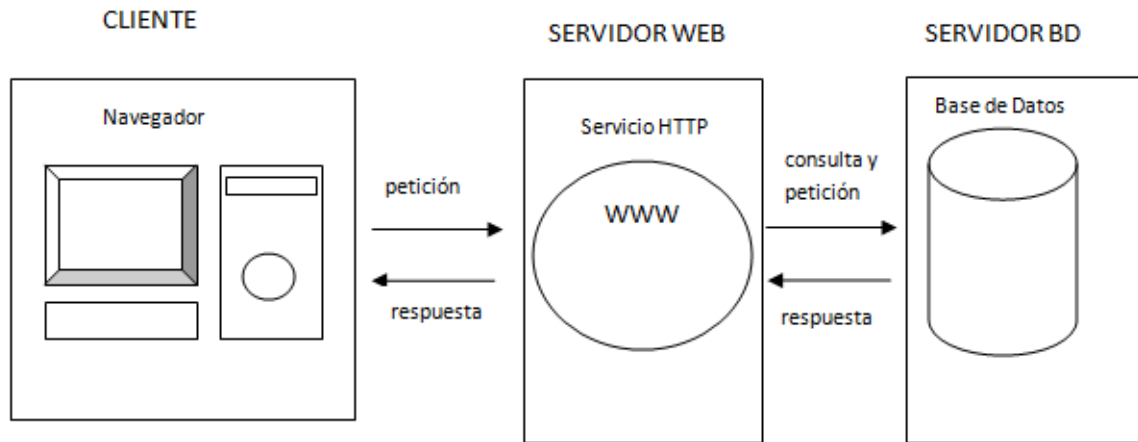 CLIENTE
SERVIDOR WEB
SERVIDOR BD
Navegador
Servicio HTTP
Base de Datos
petición
WWW
consulta y
petición
respuesta
respuesta